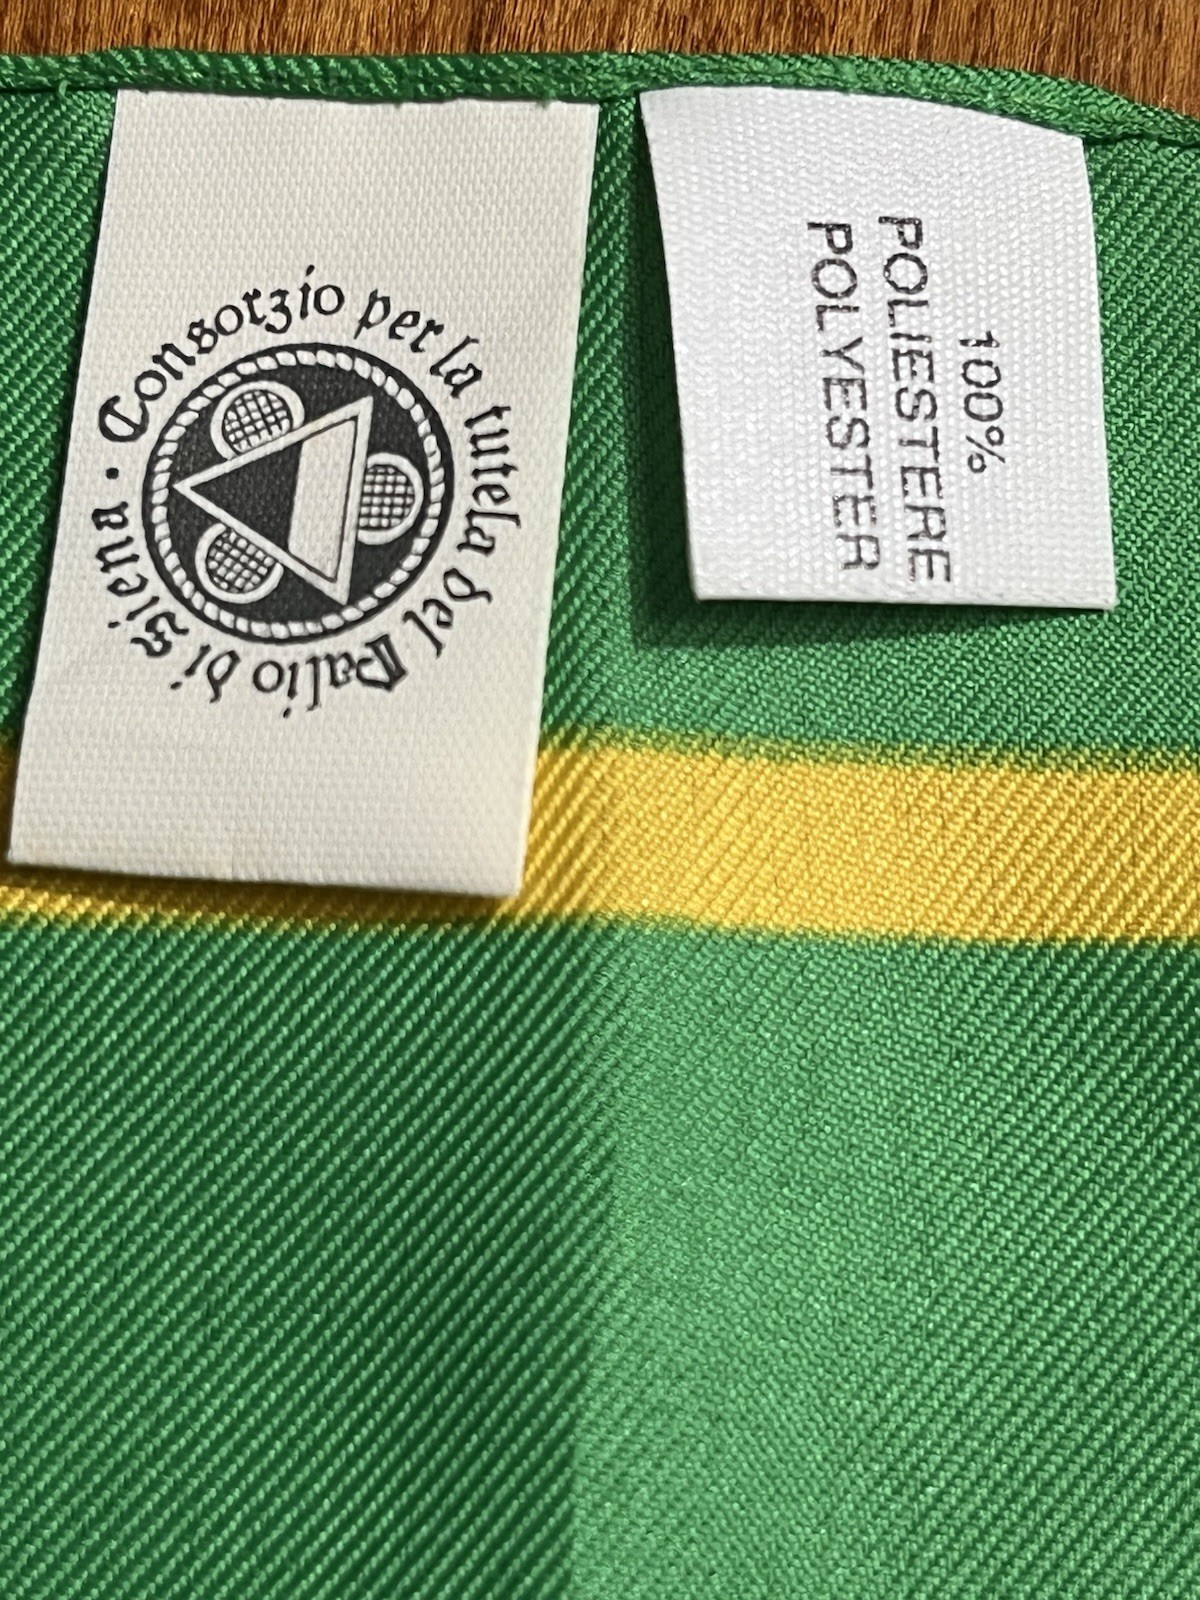 Consorzio per la tutela del Palio di Siena ·
100%
POLIESTERE
POLYESTER